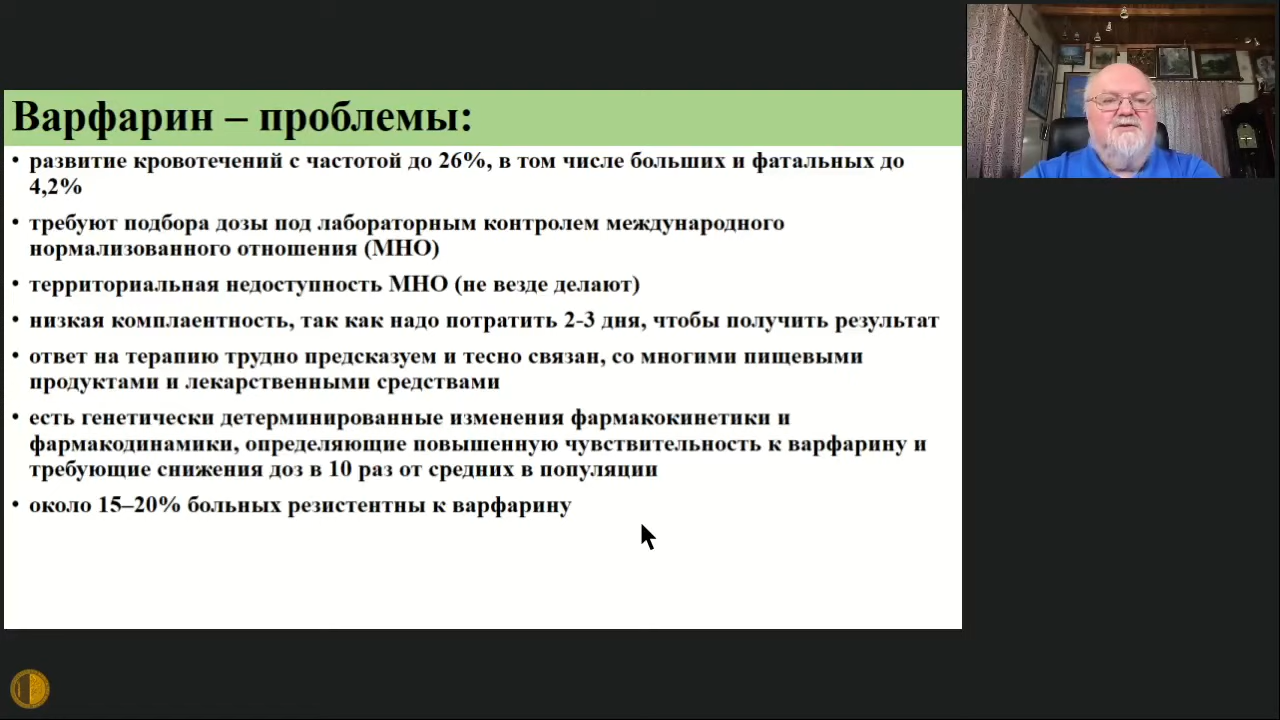 Варфарин – проблемы:
• развитие кровотечений с частотой до 26%, в том числе больших и фатальных до
4,2%
• требуют подбора дозы под лабораторным контролем международного
нормализованного отношения (МНО)
• территориальная недоступность МНО (не везде делают)
• низкая комплаентность, так как надо потратить 2-3 дня, чтобы получить результат
• ответ на терапию трудно предсказуем и тесно связан, со многими пищевыми
продуктами и лекарственными средствами
• есть генетически детерминированные изменения фармакокинетики и
фармакодинамики, определяющие повышенную чувствительность к варфарину и
требующие снижения доз в 10 раз от средних в популяции
• около 15–20% больных резистентны к варфарину